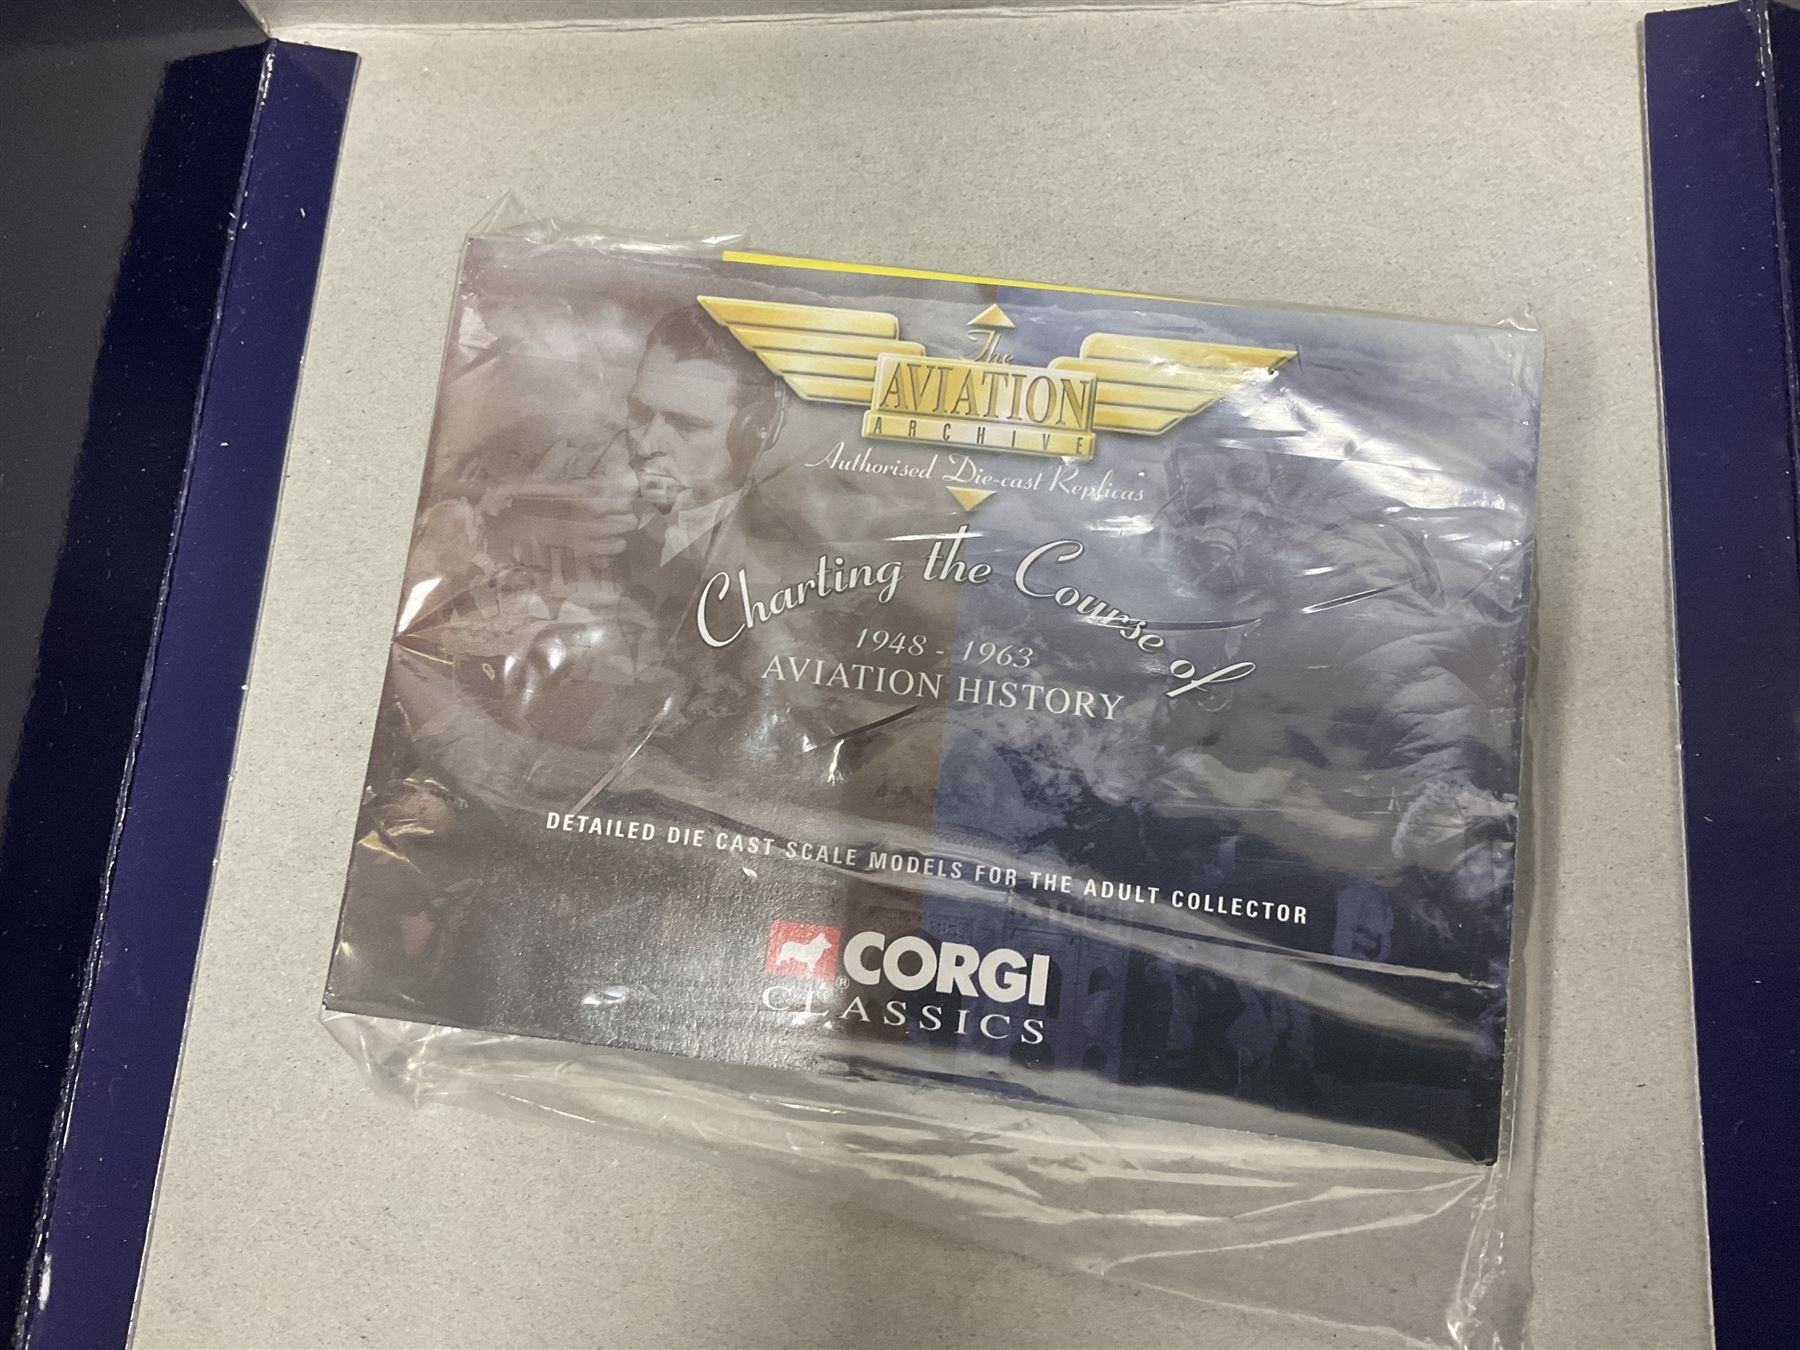 The
AVIATION
ARCHIVE
Authorised Die-cast Replicas
Charting the Course of
1948 - 1963
AVIATION HISTORY
DETAILED DIE CAST SCALE MODELS FOR THE ADULT COLLECTOR
CORGI
®
CLASSICS